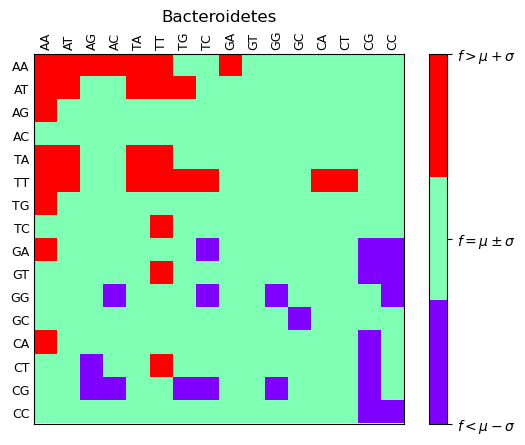 Bacteroidetes
AA AT AG AC TA TT TG TC GA GT GG GC CA CT CG CC
AA
AT
AG
AC
TA
TT
TG
TC
GA
GT
GG
GC
CA
CT
CG
CC
f > μ + σ
f = μ ± σ
f < μ − σ